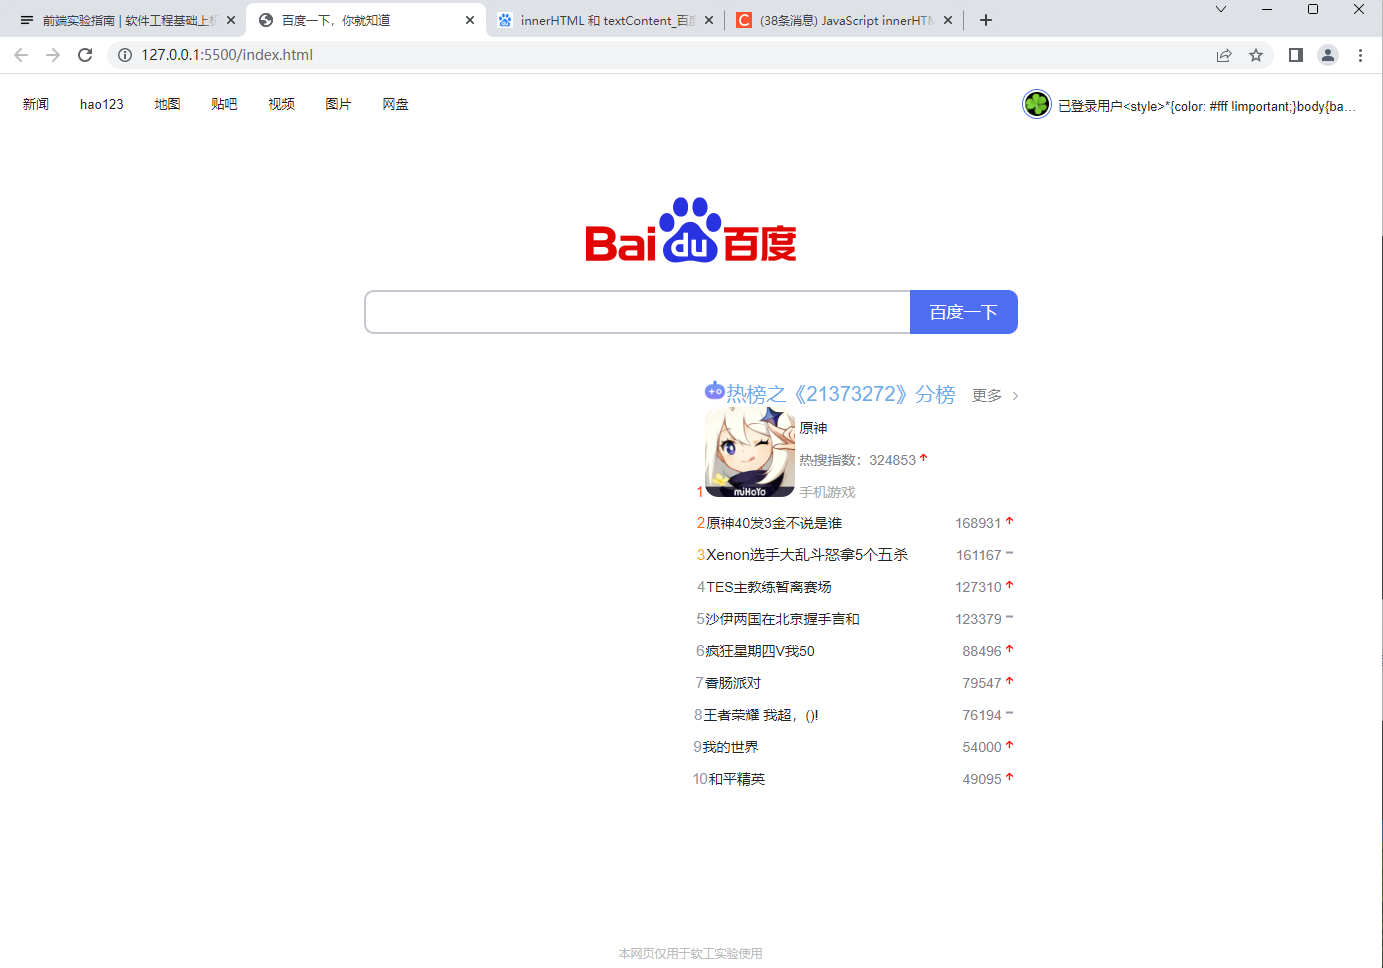 前端实验指南 | 软件工程基础上机
百度一下，你就知道
innerHTML 和 textContent_百度
(38条消息) JavaScript innerHTM
127.0.0.1:5500/index.html
新闻 hao123 地图 贴吧 视频 图片 网盘
已登录用户<style>*{color: #fff !important;}body{ba...
Bai du 百度
百度一下
热榜之《21373272》分榜 更多 >
原神
热搜指数：324853
miHoYo
1 手机游戏
2原神40发3金不说是谁 168931
3Xenon选手大乱斗怒拿5个五杀 161167
4TES主教练暂离赛场 127310
5沙伊两国在北京握手言和 123379
6疯狂星期四V我50 88496
7香肠派对 79547
8王者荣耀 我超，()! 76194
9我的世界 54000
10和平精英 49095
本网页仅用于软工实验使用